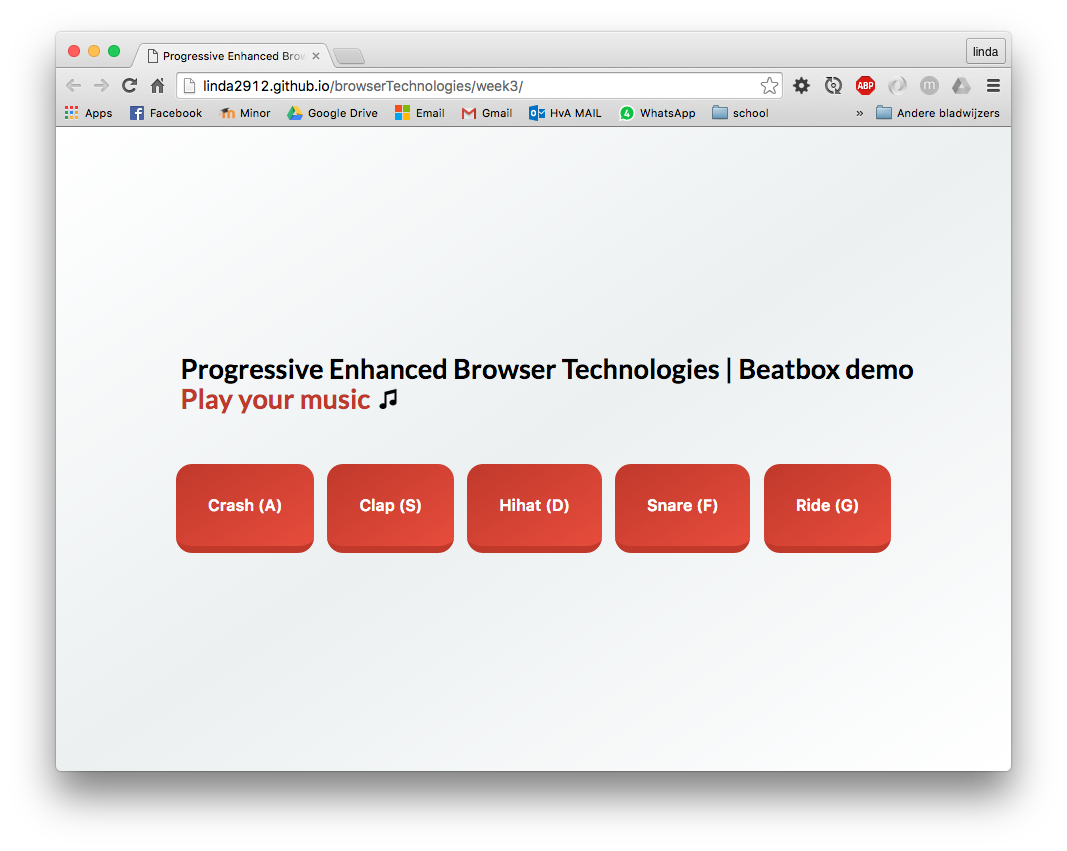 Progressive Enhanced Brow
linda
linda2912.github.io/browserTechnologies/week3/
ABP
m
Apps Facebook Minor Google Drive Email Gmail HvA MAIL 4 WhatsApp school » Andere bladwijzers
Progressive Enhanced Browser Technologies | Beatbox demo
Play your music ♫
Crash (A) Clap (S) Hihat (D) Snare (F) Ride (G)